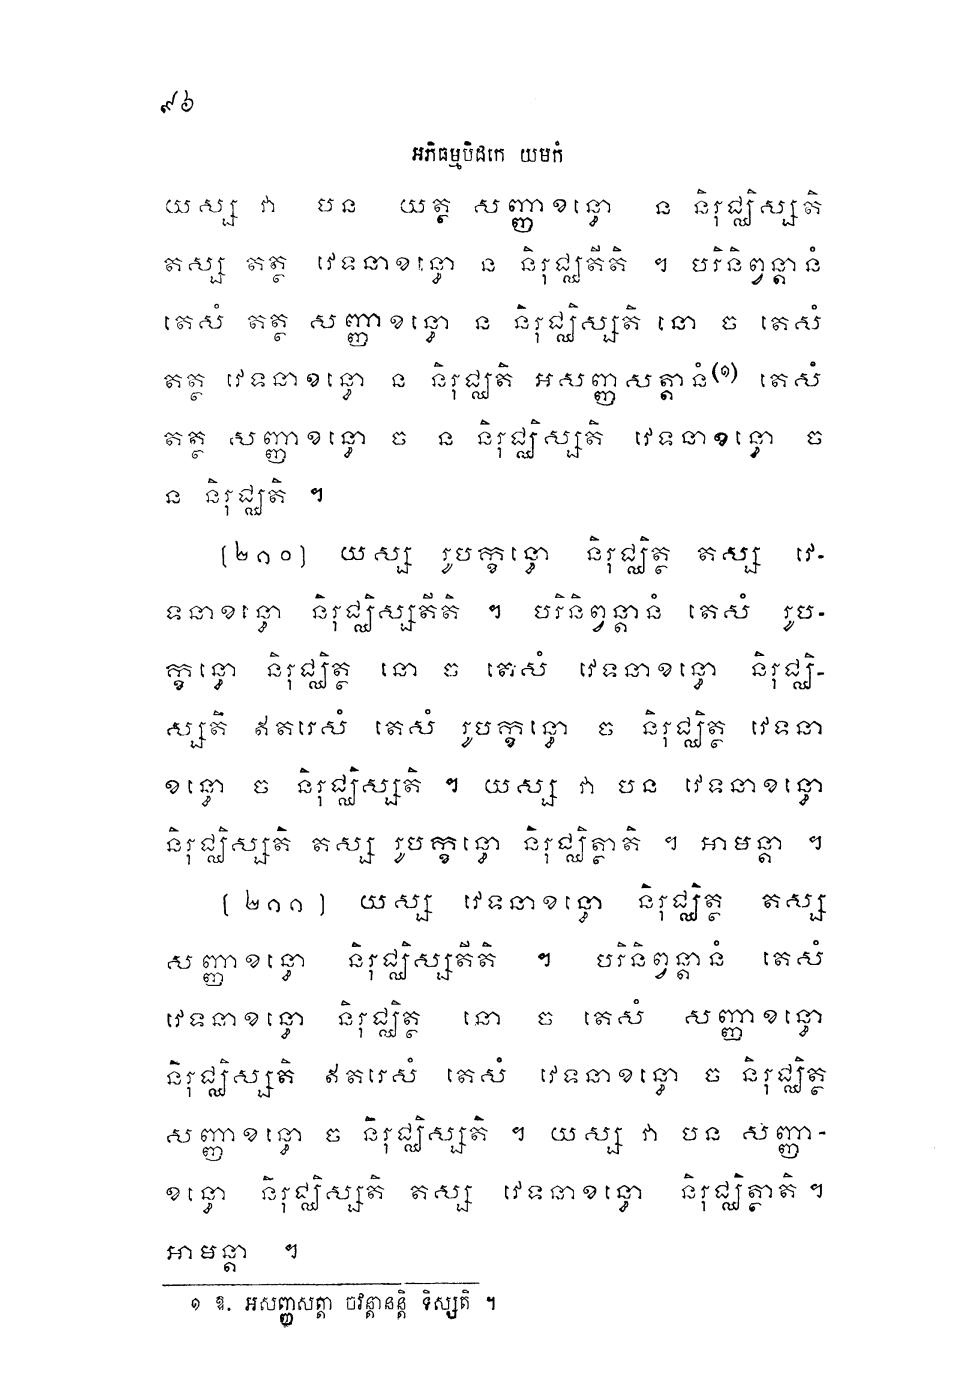 ៩៦
អភិធម្មបិដកេ យមកំ
យស្ស វា បន យត្ថ សញ្ញាខន្ធោ ន និរុជ្ឈិស្សតិ
តស្ស តត្ថ វេទនាខន្ធោ ន និរុជ្ឈតីតិ ។ បរិនិព្វន្តានំ
តេសំ តត្ថ សញ្ញាខន្ធោ ន និរុជ្ឈិស្សតិ នោ ច តេសំ
តត្ថ វេទនាខន្ធោ ន និរុជ្ឈតិ អសញ្ញសត្តានំ(១) តេសំ
តត្ថ សញ្ញាខន្ធោ ច ន និរុជ្ឈិស្សតិ វេទនាខន្ធោ ច
ន និរុជ្ឈតិ ។
(២១០) យស្ស រូបក្ខន្ធោ និរុជ្ឈិត្ថ តស្ស វេ-
ទនាខន្ធោ និរុជ្ឈិស្សតីតិ ។ បរិនិព្វន្តានំ តេសំ រូប-
ក្ខន្ធោ និរុជ្ឈិត្ថ នោ ច តេសំ វេទនាខន្ធោ និរុជ្ឈិ-
ស្សតិ ឥតរេសំ តេសំ រូបក្ខន្ធោ ច និរុជ្ឈិត្ថ វេទនា
ខន្ធោ ច និរុជ្ឈិស្សតិ ។ យស្ស វា បន វេទនាខន្ធោ
និរុជ្ឈិស្សតិ តស្ស រូបក្ខន្ធោ និរុជ្ឈិត្ថាតិ ។ អាមន្តា ។
(២១១) យស្ស វេទនាខន្ធោ និរុជ្ឈិត្ថ តស្ស
សញ្ញាខន្ធោ និរុជ្ឈិស្សតីតិ ។ បរិនិព្វន្តានំ តេសំ
វេទនាខន្ធោ និរុជ្ឈិត្ថ នោ ច តេសំ សញ្ញាខន្ធោ
និរុជ្ឈិស្សតិ ឥតរេសំ តេសំ វេទនាខន្ធោ ច និរុជ្ឈិត្ថ
សញ្ញាខន្ធោ ច និរុជ្ឈិស្សតិ ។ យស្ស វា បន សញ្ញា-
ខន្ធោ និរុជ្ឈិស្សតិ តស្ស វេទនាខន្ធោ និរុជ្ឈិត្ថាតិ ។
អាមន្តា ។
១ ឱ. អសញ្ញសត្តា ចវន្តានន្តិ ទិស្សតិ ។